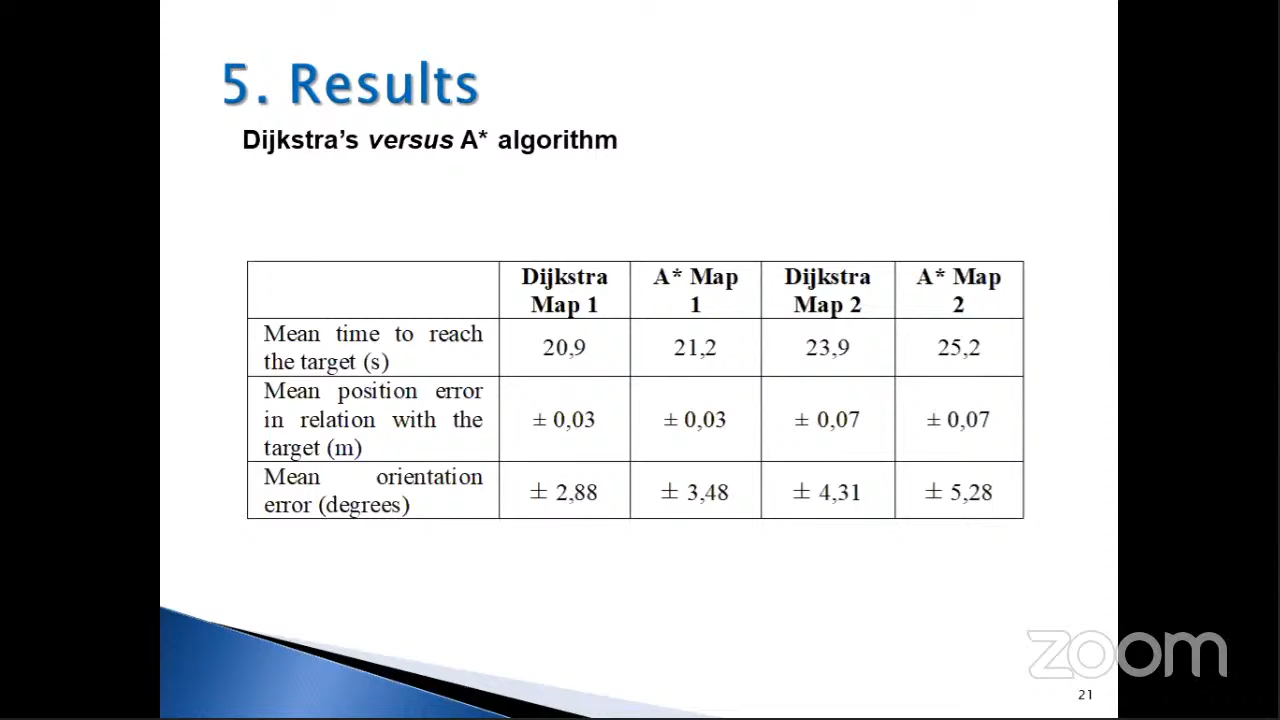 5. Results
Dijkstra’s versus A* algorithm
Dijkstra
Map 1
A* Map
1
Dijkstra
Map 2
A* Map
2
Mean time to reach
the target (s)
20,9
21,2
23,9
25,2
Mean position error
in relation with the
target (m)
± 0,03
± 0,03
± 0,07
± 0,07
Mean orientation
error (degrees)
± 2,88
± 3,48
± 4,31
± 5,28
zoom
21